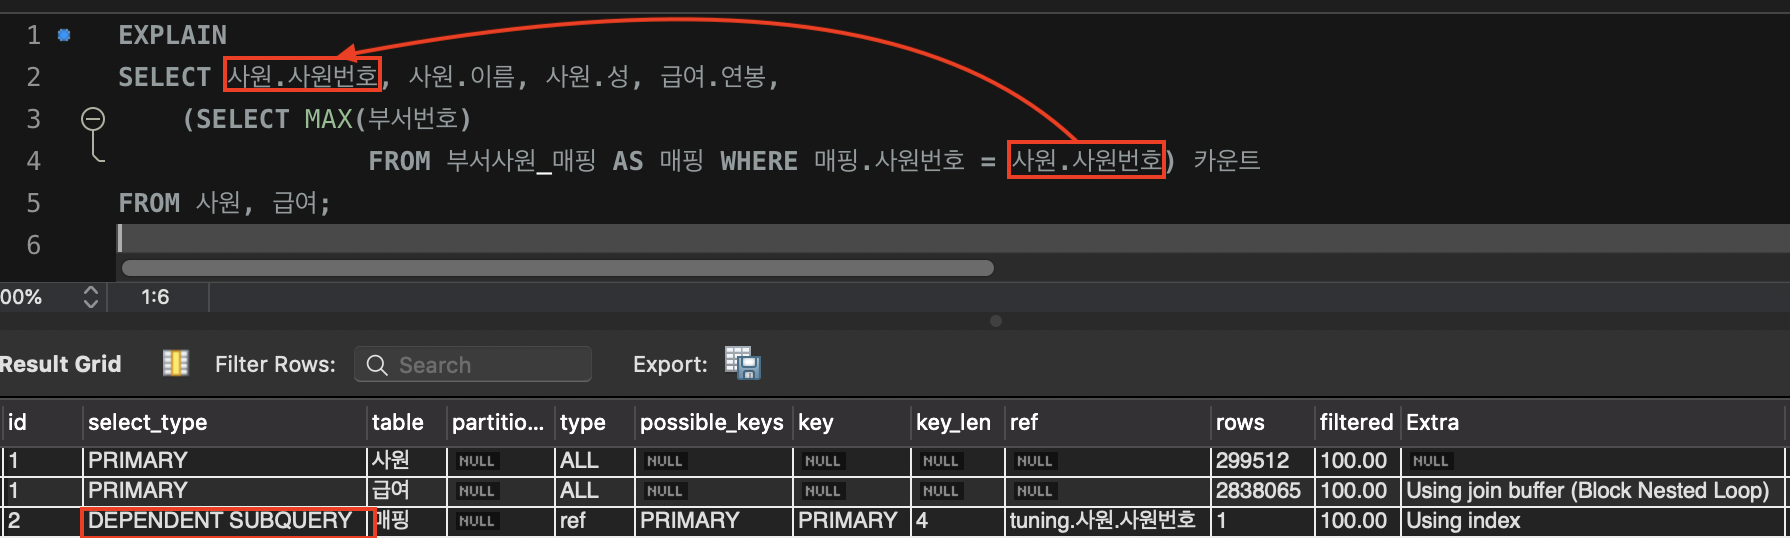 1 EXPLAIN
2 SELECT 사원.사원번호, 사원.이름, 사원.성, 급여.연봉,
3 (SELECT MAX(부서번호)
4 FROM 부서사원_매핑 AS 매핑 WHERE 매핑.사원번호 = 사원.사원번호) 카운트
5 FROM 사원, 급여;
6
00% 1:6
Result Grid Filter Rows: Search Export:
id select_type table partitio... type possible_keys key key_len ref rows filtered Extra
1 PRIMARY 사원 NULL ALL NULL NULL NULL NULL 299512 100.00 NULL
1 PRIMARY 급여 NULL ALL NULL NULL NULL NULL 2838065 100.00 Using join buffer (Block Nested Loop)
2 DEPENDENT SUBQUERY 매핑 NULL ref PRIMARY PRIMARY 4 tuning.사원.사원번호 1 100.00 Using index